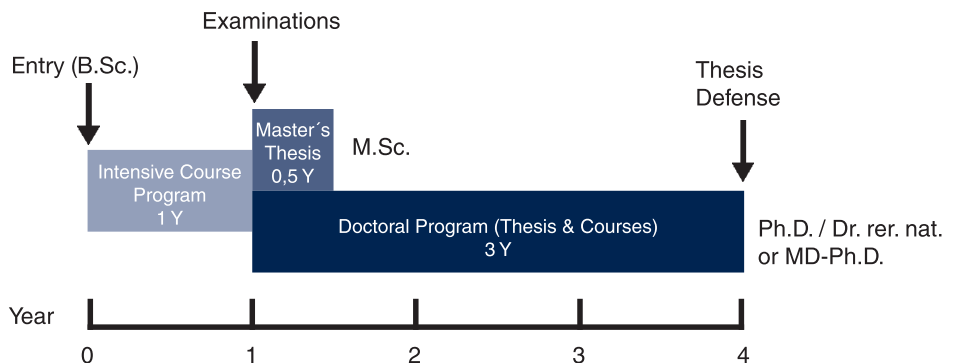 Examinations
Entry (B.Sc.)
Thesis
Defense
Master´s
Thesis
0,5 Y
M.Sc.
Intensive Course
Program
1 Y
Doctoral Program (Thesis & Courses)
3 Y
Ph.D. / Dr. rer. nat.
or MD-Ph.D.
Year
0 1 2 3 4